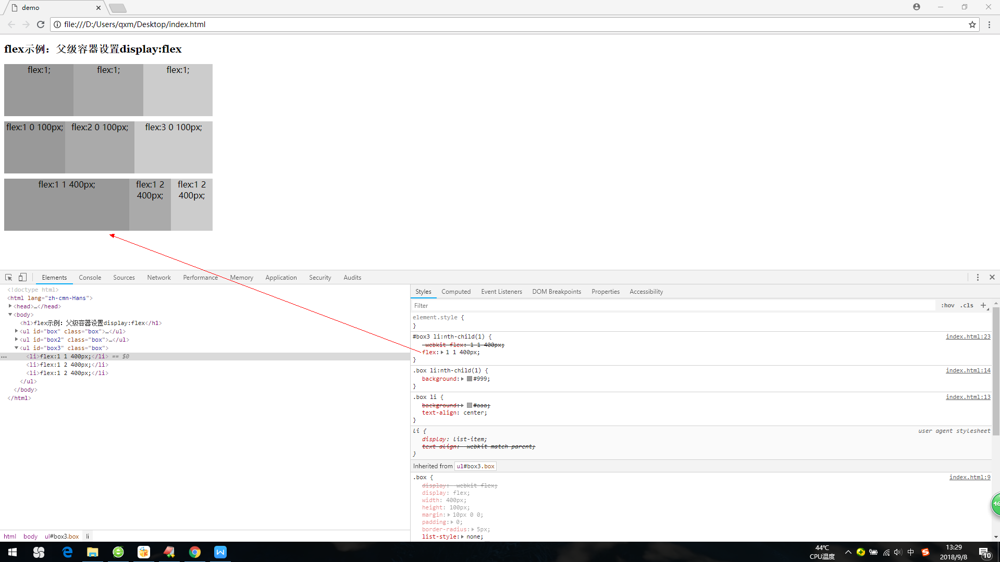 demo
file:///D:/Users/qxm/Desktop/index.html
flex示例：父级容器设置display:flex
flex:1;
flex:1;
flex:1;
flex:1 0 100px;
flex:2 0 100px;
flex:3 0 100px;
flex:1 1 400px;
flex:1 2
400px;
flex:1 2
400px;
Elements Console Sources Network Performance Memory Application Security Audits
<!doctype html>
<html lang="zh-cmn-Hans">
<head>…</head>
<body>
<h1>flex示例：父级容器设置display:flex</h1>
<ul id="box" class="box">…</ul>
<ul id="box2" class="box">…</ul>
<ul id="box3" class="box">
<li>flex:1 1 400px;</li> == $0
<li>flex:1 2 400px;</li>
<li>flex:1 2 400px;</li>
</ul>
</body>
</html>
html body ul#box3.box li
Styles Computed Event Listeners DOM Breakpoints Properties Accessibility
Filter :hov .cls +
element.style {
}
#box3 li:nth-child(1) { index.html:23
-webkit-flex: 1 1 400px;
flex: 1 1 400px;
}
.box li:nth-child(1) { index.html:14
background: #999;
}
.box li { index.html:13
background: #aaa;
text-align: center;
}
li { user agent stylesheet
display: list-item;
text-align: -webkit-match-parent;
}
Inherited from ul#box3.box
.box { index.html:9
display: -webkit-flex;
display: flex;
width: 400px;
height: 100px;
margin: 10px 0 0;
padding: 0;
border-radius: 5px;
list-style: none;
46
44℃
CPU温度
中
13:29
2018/9/8
10